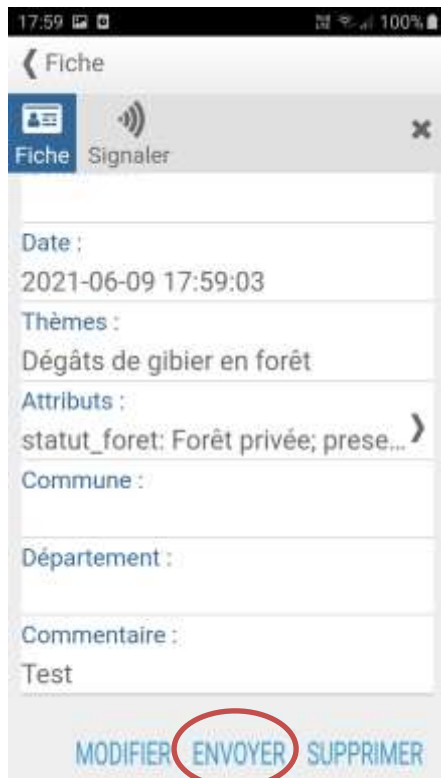 17:59 100%
Fiche
Fiche Signaler
Date :
2021-06-09 17:59:03
Thèmes :
Dégâts de gibier en forêt
Attributs :
statut_foret: Forêt privée; prese...
Commune :
Département :
Commentaire :
Test
MODIFIER ENVOYER SUPPRIMER